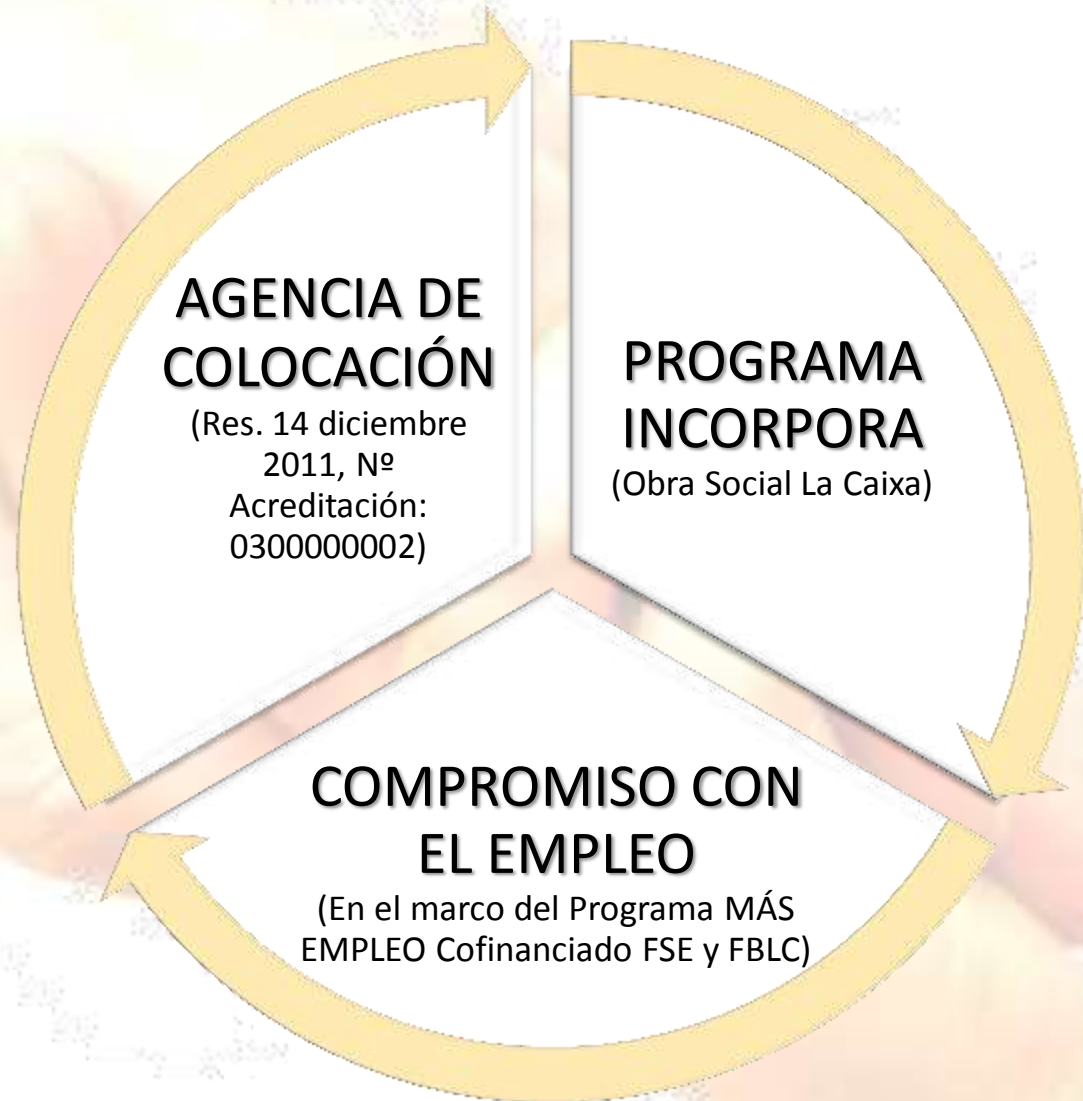 AGENCIA DE
COLOCACIÓN
(Res. 14 diciembre
2011, Nº
Acreditación:
0300000002)
PROGRAMA
INCORPORA
(Obra Social La Caixa)
COMPROMISO CON
EL EMPLEO
(En el marco del Programa MÁS
EMPLEO Cofinanciado FSE y FBLC)